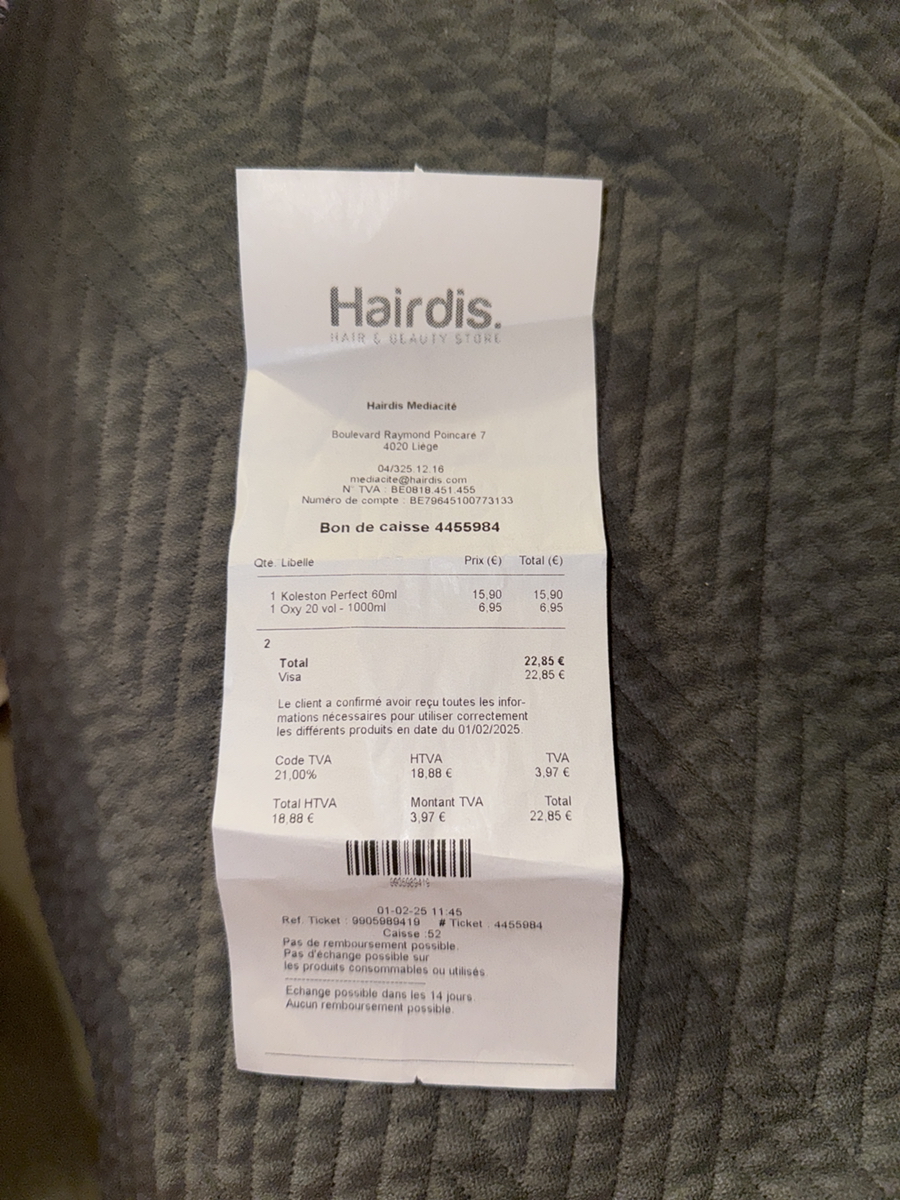 Hairdis.
HAIR & BEAUTY STORE
Hairdis Mediacité
Boulevard Raymond Poincare 7
4020 Liège
04/325.12.16
mediacite@hairdis.com
N° TVA : BE0818.451.455
Numéro de compte : BE79645100773133
Bon de caisse 4455984
Qté. Libellé Prix (€) Total (€)
1 Koleston Perfect 60ml 15,90 15,90
1 Oxy 20 vol - 1000ml 6,95 6,95
2
Total 22,85 €
Visa 22,85 €
Le client a confirmé avoir reçu toutes les infor-
mations nécessaires pour utiliser correctement
les différents produits en date du 01/02/2025.
Code TVA HTVA TVA
21,00% 18,88 € 3,97 €
Total HTVA Montant TVA Total
18,88 € 3,97 € 22,85 €
01-02-25 11:45
Ref. Ticket : 9905989419 # Ticket : 4455984
Caisse :52
Pas de remboursement possible.
Pas d'échange possible sur
les produits consommables ou utilisés
Echange possible dans les 14 jours.
Aucun remboursement possible.